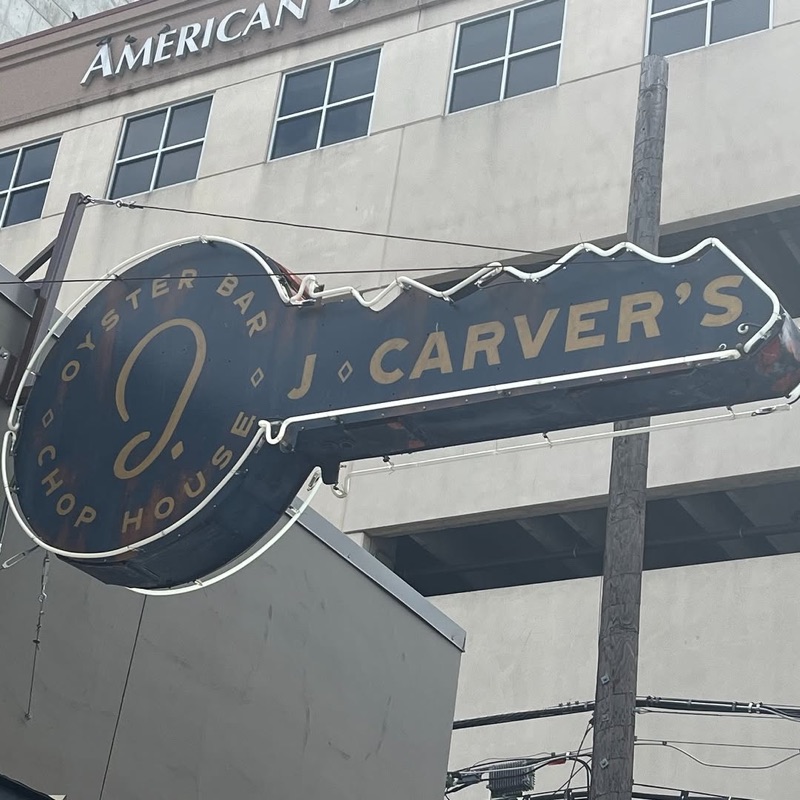 AMERICAN
OYSTER BAR
J.
J ◇ CARVER'S
◇ CHOP HOUSE ◇